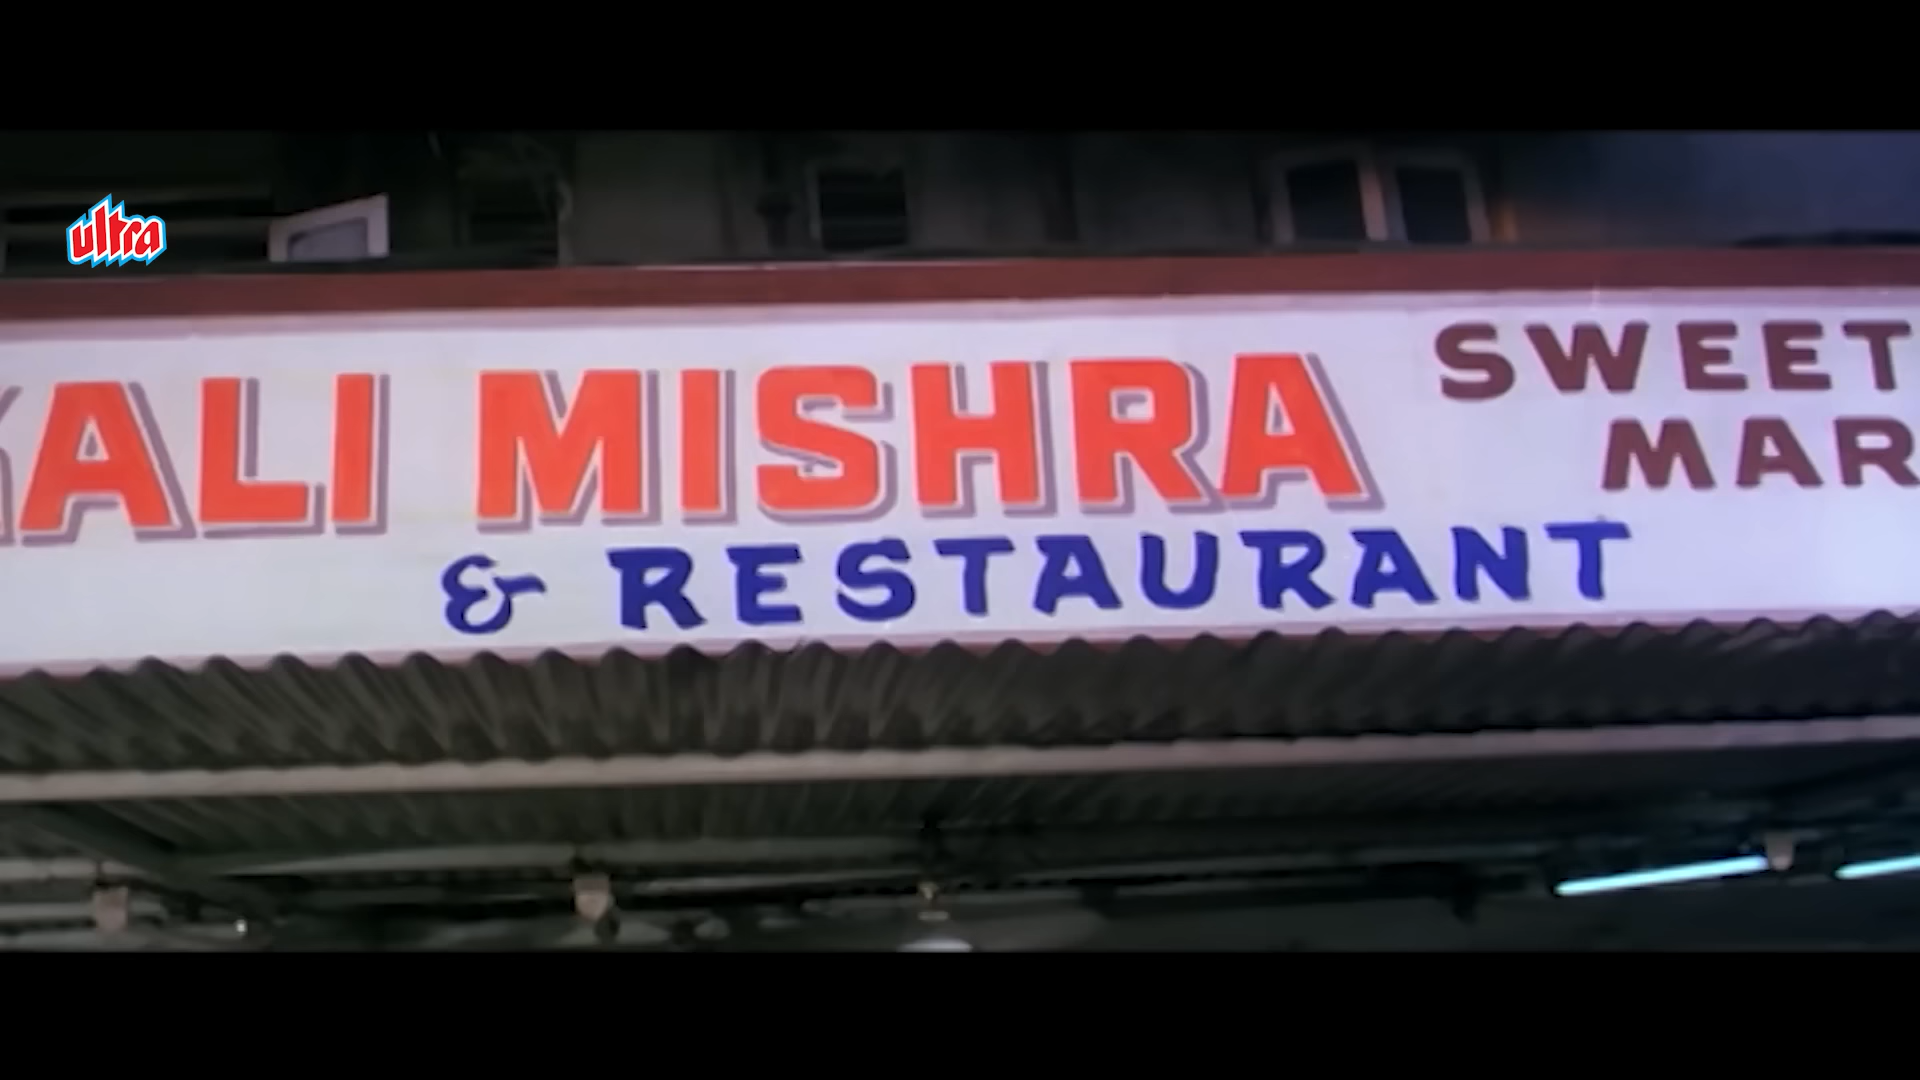 ultra
ALI MISHRA
SWEET
MAR
& RESTAURANT